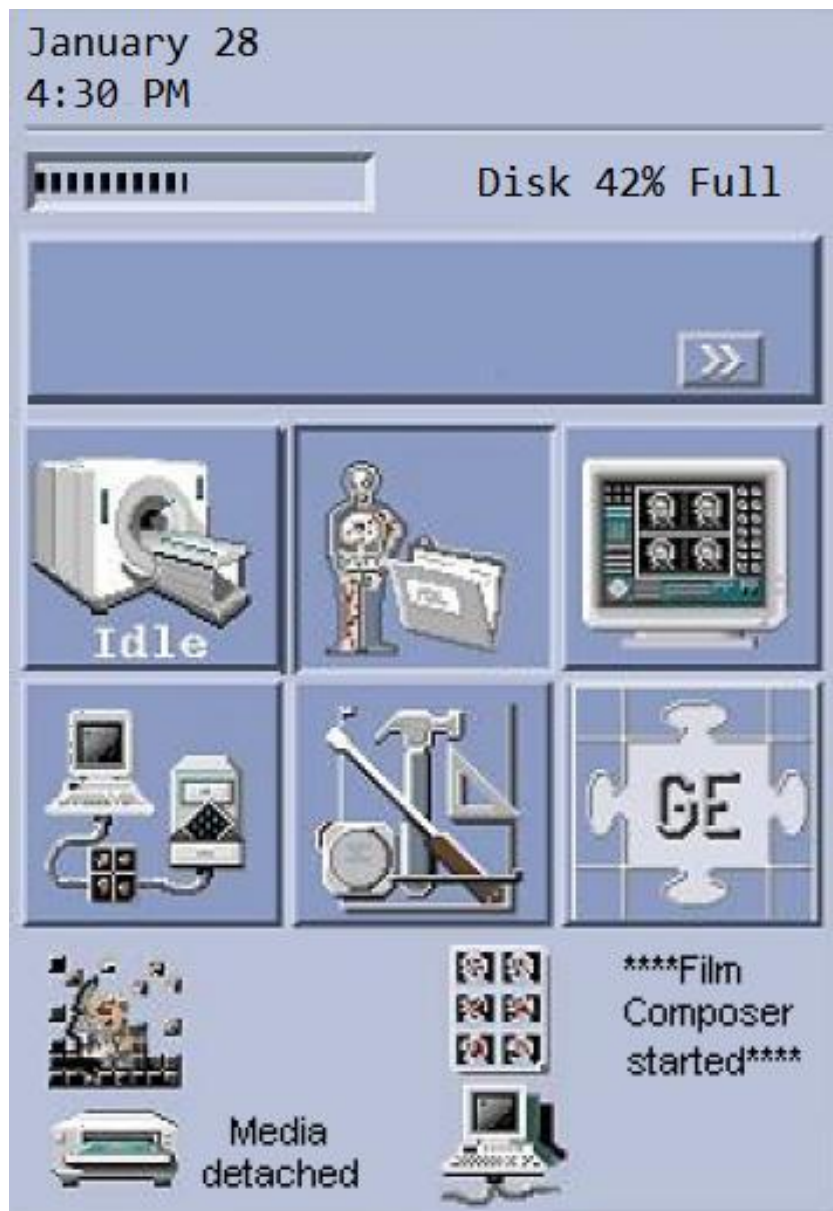 January 28
4:30 PM
Disk 42% Full
Idle
GE
****Film
Composer
started****
Media
detached